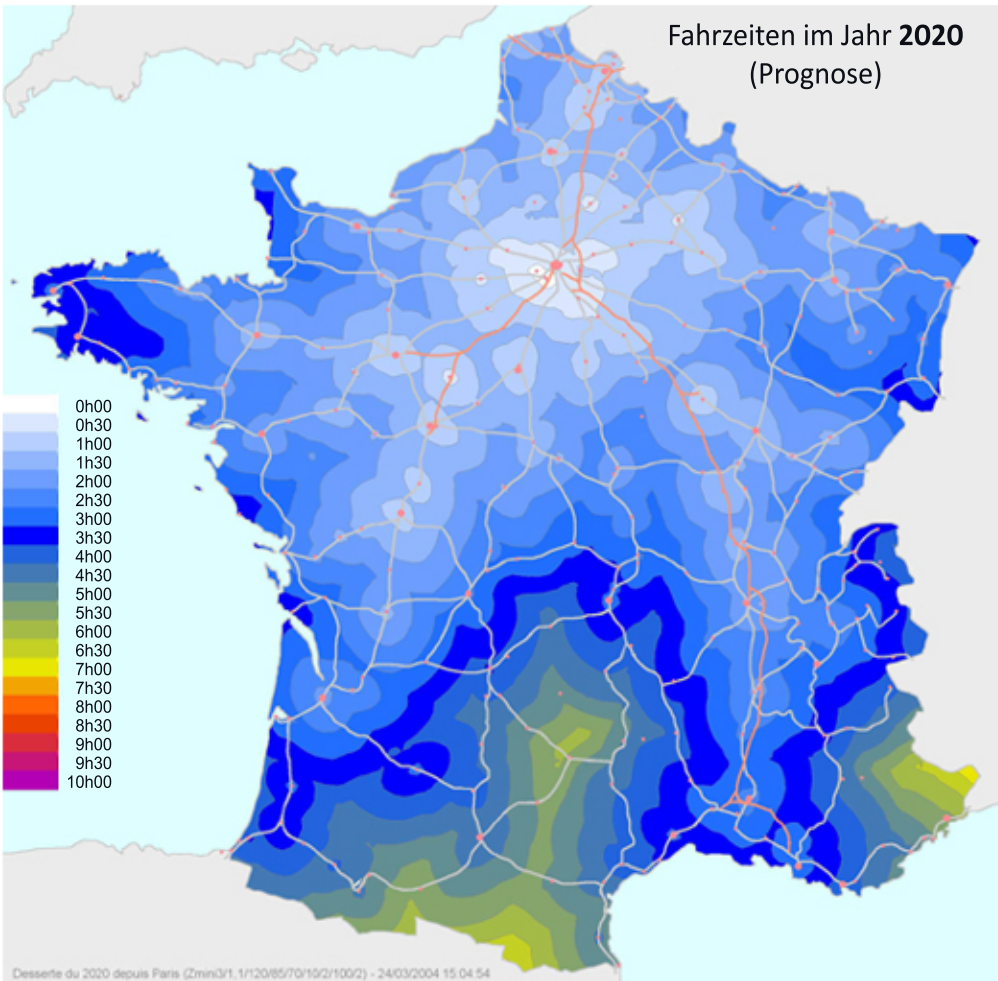 Fahrzeiten im Jahr 2020
(Prognose)
0h00
0h30
1h00
1h30
2h00
2h30
3h00
3h30
4h00
4h30
5h00
5h30
6h00
6h30
7h00
7h30
8h00
8h30
9h00
9h30
10h00
Desserte du 2020 depuis Paris (Zmini3/1,1/120/85/70/10/2/100/2) - 24/03/2004 15:04:54